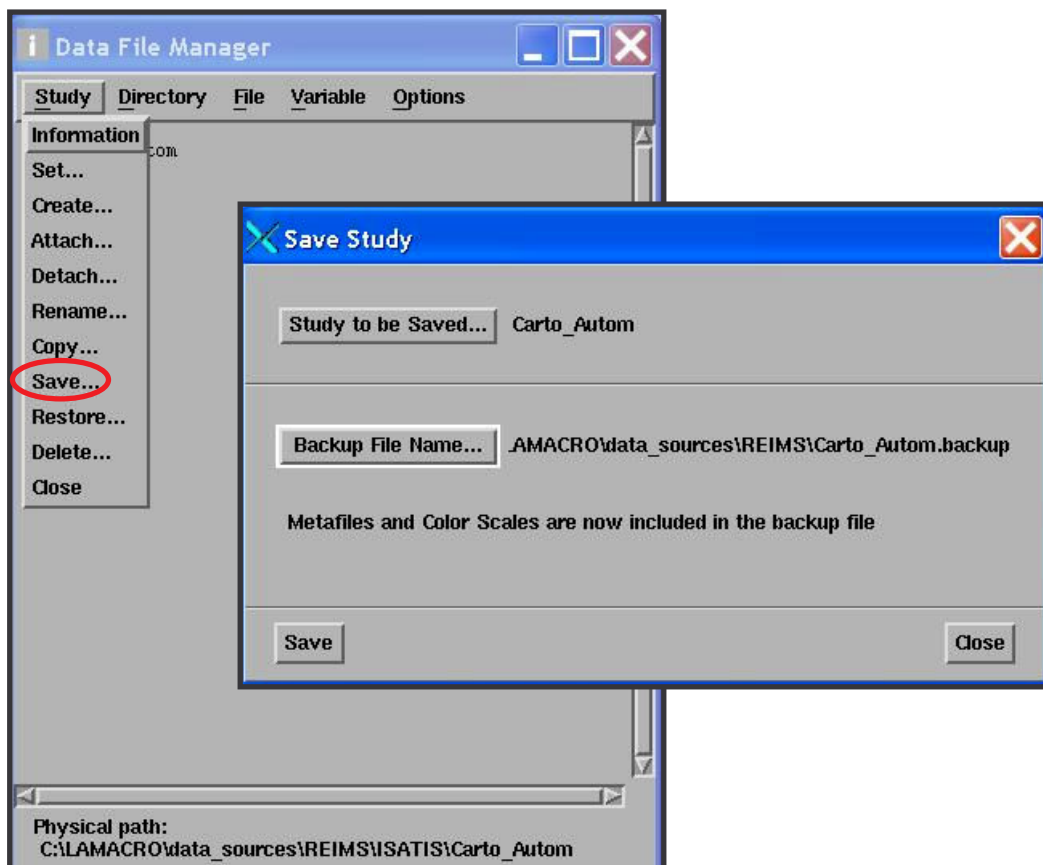 Data File Manager
Study Directory File Variable Options
Information
com
Set...
Create...
Attach...
Detach...
Rename...
Copy...
Save...
Restore...
Delete...
Close
Save Study
Study to be Saved... Carto_Autom
Backup File Name... .AMACRO\data_sources\REIMS\Carto_Autom.backup
Metafiles and Color Scales are now included in the backup file
Save Close
Physical path:
C:\LAMACRO\data_sources\REIMS\ISATIS\Carto_Autom